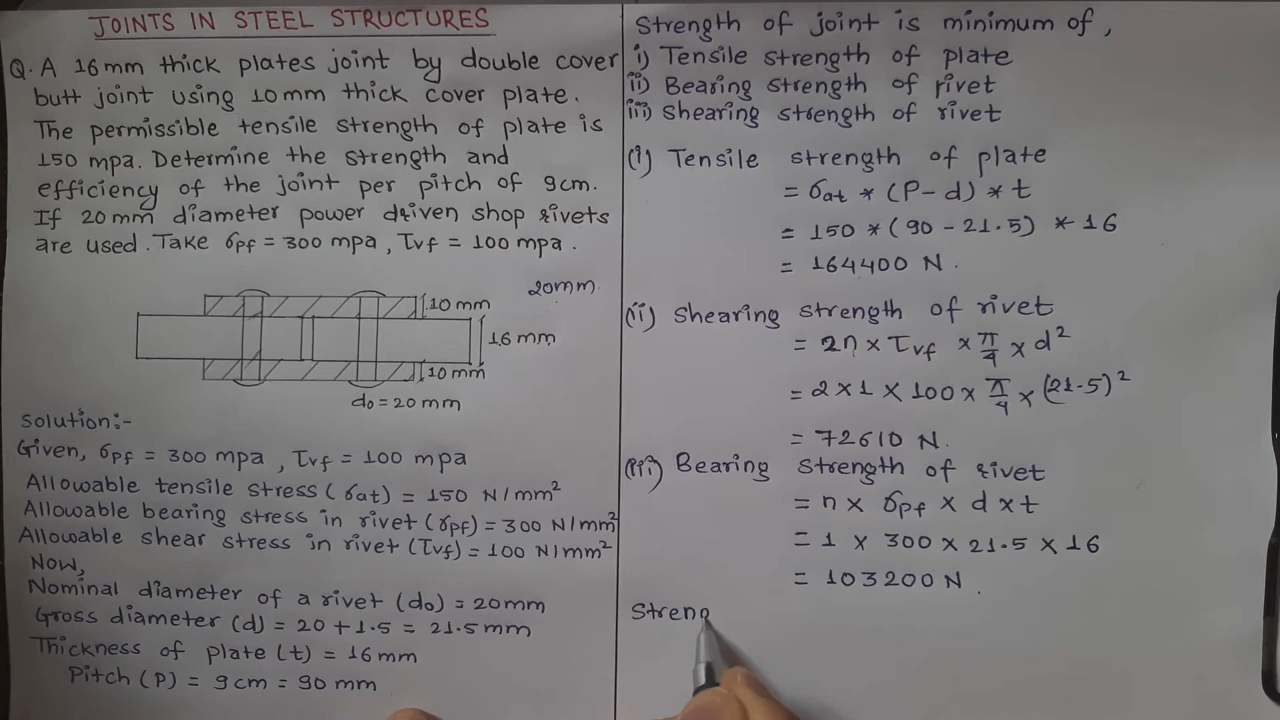 JOINTS IN STEEL STRUCTURES
Q. A 16mm thick plates joint by double cover
butt joint using 10mm thick cover plate.
The permissible tensile strength of plate is
150 mpa. Determine the strength and
efficiency of the joint per pitch of 9cm.
If 20mm diameter power driven shop rivets
are used. Take σpf = 300 mpa, τvf = 100 mpa.
20mm.
10 mm
16 mm
10 mm
do = 20 mm
Solution:-
Given, σpf = 300 mpa, τvf = 100 mpa
Allowable tensile stress (σat) = 150 N/mm²
Allowable bearing stress in rivet (σpf) = 300 N/mm²
Allowable shear stress in rivet (τvf) = 100 N/mm²
Now,
Nominal diameter of a rivet (do) = 20mm
Gross diameter (d) = 20 + 1.5 = 21.5 mm
Thickness of plate (t) = 16 mm
Pitch (P) = 9 cm = 90 mm
Strength of joint is minimum of,
i) Tensile strength of plate
ii) Bearing strength of rivet
iii) Shearing strength of rivet
(i) Tensile strength of plate
= σat * (P-d) * t
= 150 * (90 - 21.5) * 16
= 164400 N.
(ii) Shearing strength of rivet
= 2n × τvf × π/4 × d²
= 2 × 1 × 100 × π/4 × (21.5)²
= 72610 N.
(iii) Bearing strength of rivet
= n × σpf × d × t
= 1 × 300 × 21.5 × 16
= 103200 N.
Streng